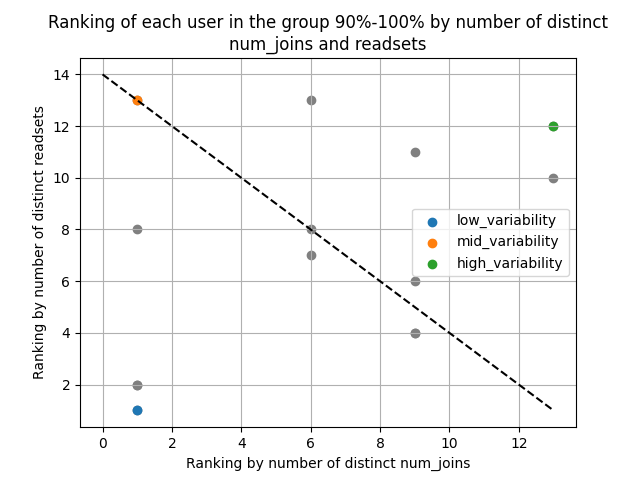 Ranking of each user in the group 90%-100% by number of distinct
num_joins and readsets
Ranking by number of distinct readsets
14
12
10
8
6
4
2
low_variability
mid_variability
high_variability
0 2 4 6 8 10 12
Ranking by number of distinct num_joins